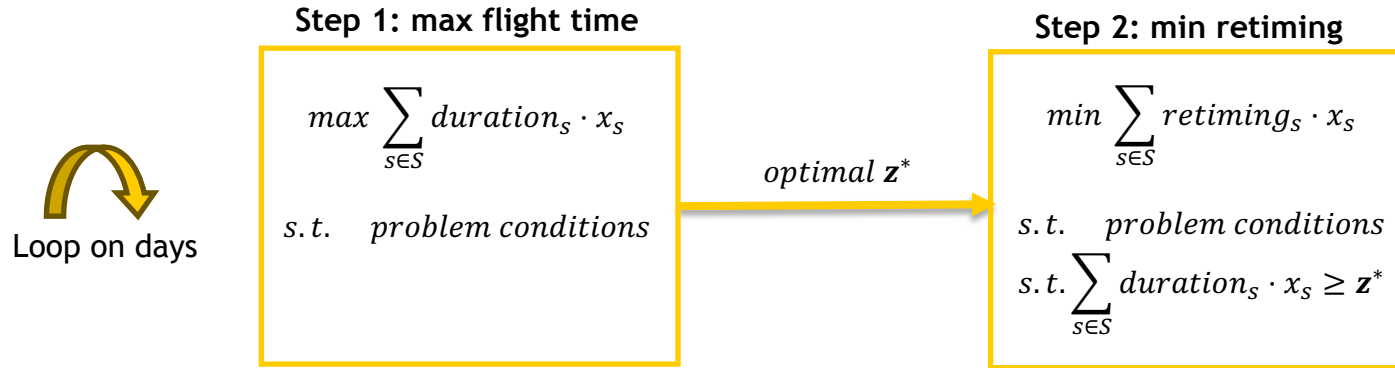 Step 1: max flight time
max ∑ duration_s · x_s
s∈S
s.t. problem conditions
Loop on days
optimal z*
Step 2: min retiming
min ∑ retiming_s · x_s
s∈S
s.t. problem conditions
s.t. ∑ duration_s · x_s ≥ z*
s∈S